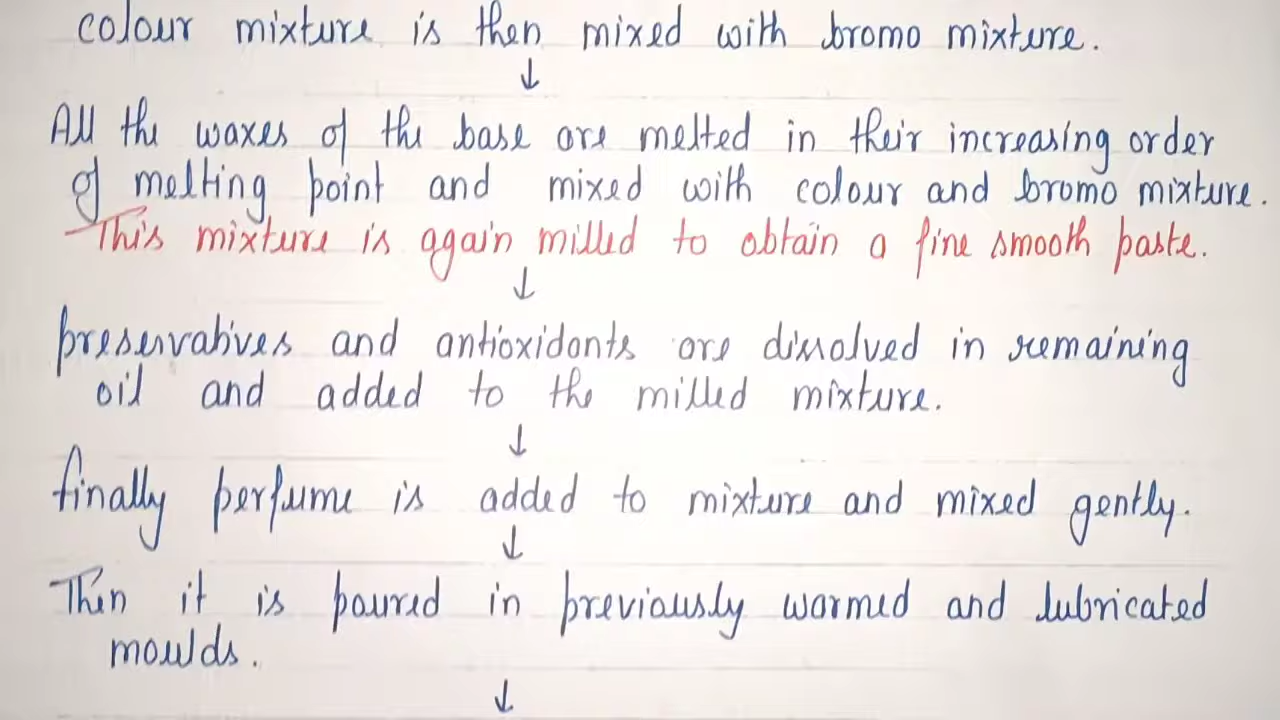 colour mixture is then mixed with bromo mixture.
↓
All the waxes of the base are melted in their increasing order
of melting point and mixed with colour and bromo mixture.
This mixture is again milled to obtain a fine smooth paste.
↓
preservatives and antioxidants are dissolved in remaining
oil and added to the milled mixture.
↓
finally perfume is added to mixture and mixed gently.
↓
Then it is poured in previously warmed and lubricated
moulds.
↓